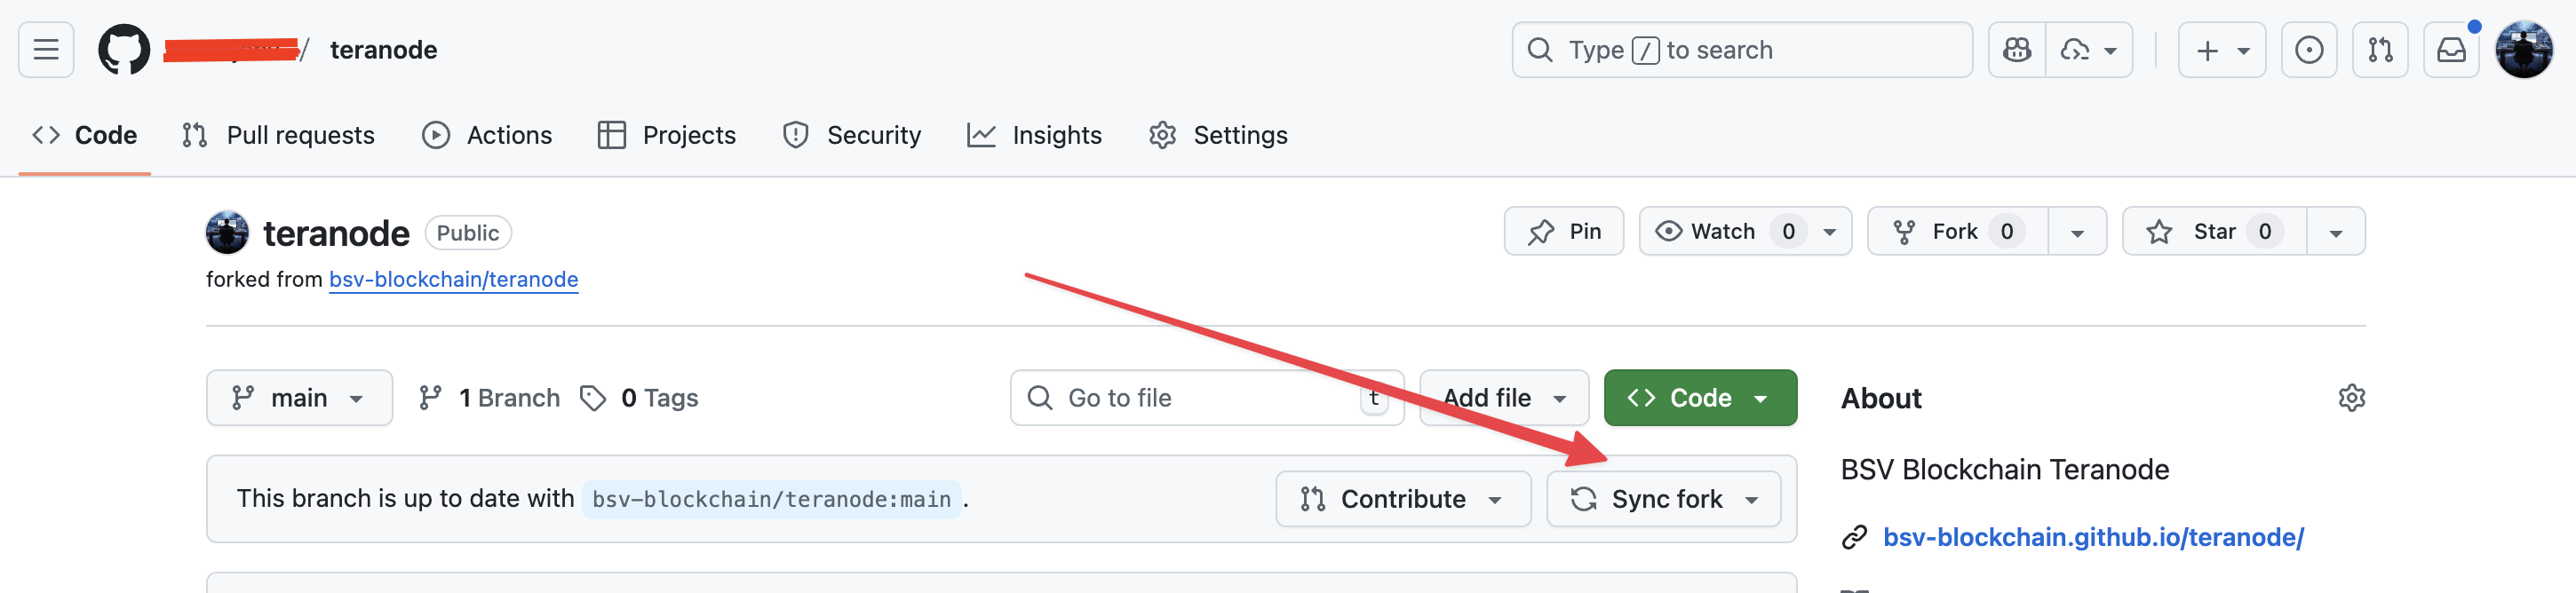 / teranode
Type / to search
Code Pull requests Actions Projects Security Insights Settings
teranode Public
Pin Watch 0 Fork 0 Star 0
forked from bsv-blockchain/teranode
main 1 Branch 0 Tags
Go to file t Add file Code
About
This branch is up to date with bsv-blockchain/teranode:main.
Contribute Sync fork
BSV Blockchain Teranode
bsv-blockchain.github.io/teranode/